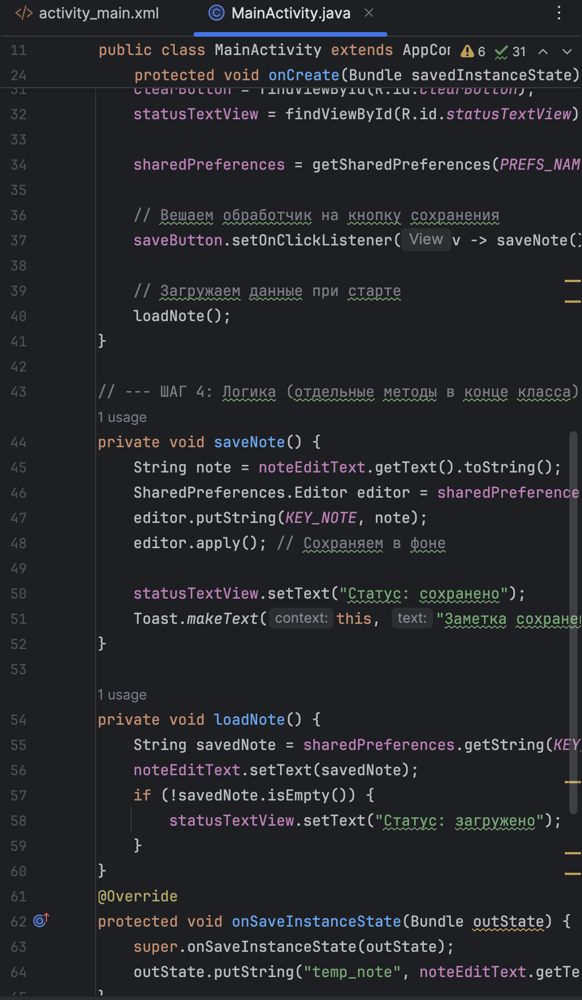 </> activity_main.xml
© MainActivity.java ×
11 public class MainActivity extends AppCor 6 31
24 protected void onCreate(Bundle savedInstanceState)
31 clearButton = findViewById(R.id.clearButton);
32 statusTextView = findViewById(R.id.statusTextView)
33
34 sharedPreferences = getSharedPreferences(PREFS_NAM
35
36 // Вешаем обработчик на кнопку сохранения
37 saveButton.setOnClickListener( View v -> saveNote()
38
39 // Загружаем данные при старте
40 loadNote();
41 }
42
43 // --- ШАГ 4: Логика (отдельные методы в конце класса)
1 usage
44 private void saveNote() {
45 String note = noteEditText.getText().toString();
46 SharedPreferences.Editor editor = sharedPreference
47 editor.putString(KEY_NOTE, note);
48 editor.apply(); // Сохраняем в фоне
49
50 statusTextView.setText("Статус: сохранено");
51 Toast.makeText( context: this, text: "Заметка сохранен
52 }
53
1 usage
54 private void loadNote() {
55 String savedNote = sharedPreferences.getString(KEY_
56 noteEditText.setText(savedNote);
57 if (!savedNote.isEmpty()) {
58 statusTextView.setText("Статус: загружено");
59 }
60 }
61 @Override
62 protected void onSaveInstanceState(Bundle outState) {
63 super.onSaveInstanceState(outState);
64 outState.putString("temp_note", noteEditText.getTe
65 }